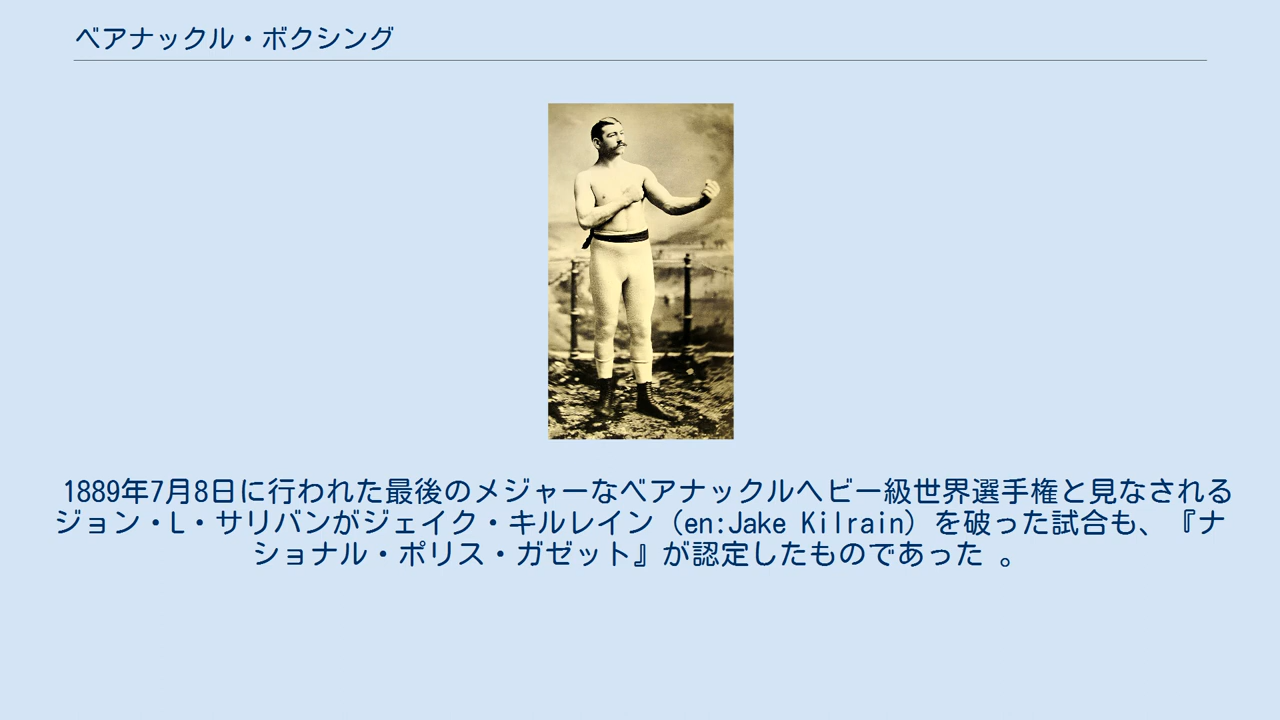 ベアナックル・ボクシング
1889年7月8日に行われた最後のメジャーなベアナックルヘビー級世界選手権と見なされる
ジョン・L・サリバンがジェイク・キルレイン（en:Jake Kilrain）を破った試合も、『ナ
ショナル・ポリス・ガゼット』が認定したものであった 。